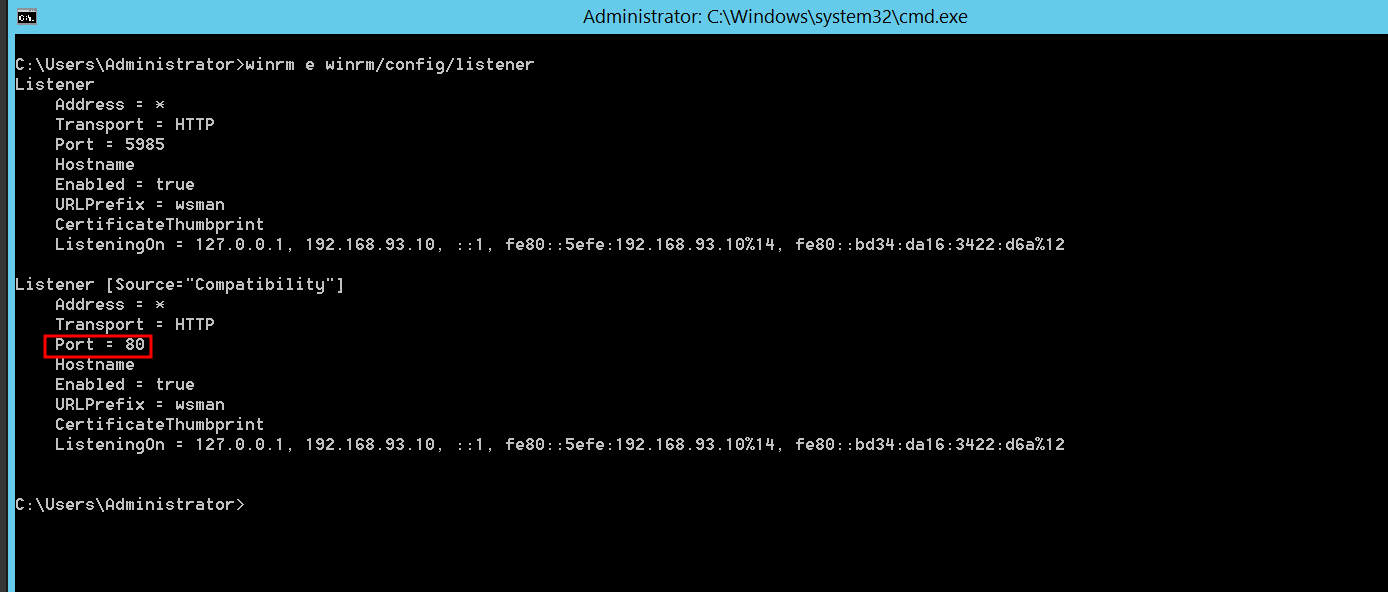 Administrator: C:\Windows\system32\cmd.exe
C:\Users\Administrator>winrm e winrm/config/listener
Listener
    Address = *
    Transport = HTTP
    Port = 5985
    Hostname
    Enabled = true
    URLPrefix = wsman
    CertificateThumbprint
    ListeningOn = 127.0.0.1, 192.168.93.10, ::1, fe80::5efe:192.168.93.10%14, fe80::bd34:da16:3422:d6a%12
Listener [Source="Compatibility"]
    Address = *
    Transport = HTTP
    Port = 80
    Hostname
    Enabled = true
    URLPrefix = wsman
    CertificateThumbprint
    ListeningOn = 127.0.0.1, 192.168.93.10, ::1, fe80::5efe:192.168.93.10%14, fe80::bd34:da16:3422:d6a%12
C:\Users\Administrator>